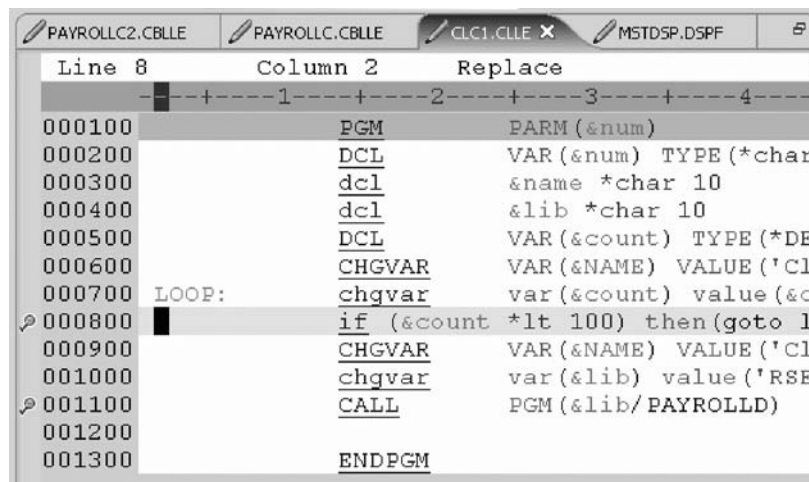 PAYROLLC2.CBLLE PAYROLLC.CBLLE CLC1.CLLE MSTDSP.DSPF
Line 8 Column 2 Replace
----+----1----+----2----+----3----+----4----
000100 PGM PARM(&num)
000200 DCL VAR(&num) TYPE(*char
000300 dcl &name *char 10
000400 dcl &lib *char 10
000500 DCL VAR(&count) TYPE(*DE
000600 CHGVAR VAR(&NAME) VALUE('Cl
000700 LOOP: chgvar var(&count) value(&c
000800 if (&count *lt 100) then(goto l
000900 CHGVAR VAR(&NAME) VALUE('Cl
001000 chgvar var(&lib) value('RSE
001100 CALL PGM(&lib/PAYROLLD)
001200
001300 ENDPGM